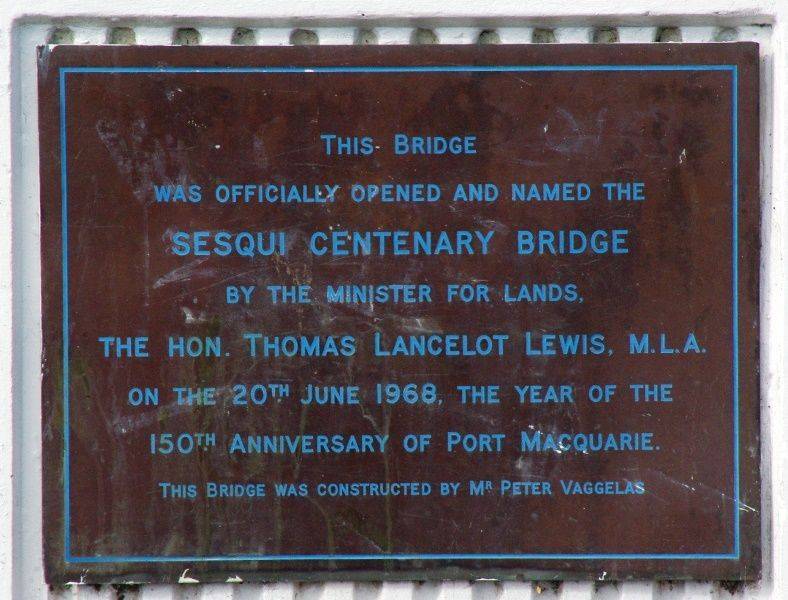 THIS BRIDGE
WAS OFFICIALLY OPENED AND NAMED THE
SESQUI CENTENARY BRIDGE
BY THE MINISTER FOR LANDS,
THE HON. THOMAS LANCELOT LEWIS, M.L.A.
ON THE 20TH JUNE 1968, THE YEAR OF THE
150TH ANNIVERSARY OF PORT MACQUARIE.
THIS BRIDGE WAS CONSTRUCTED BY MR PETER VAGGELAS